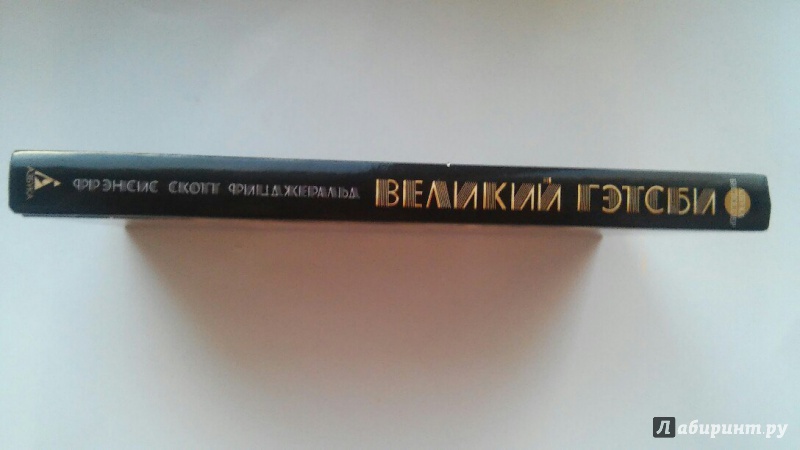 ФРЭНСИС СКОТТ ФИЦДЖЕРАЛЬД ВЕЛИКИЙ ГЭТСБИ
Лабиринт.ру